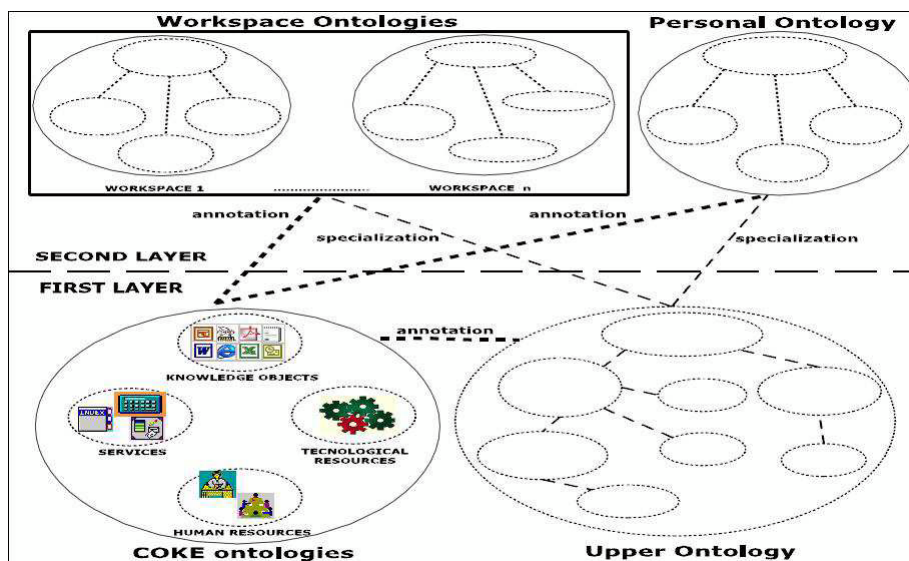 Workspace Ontologies
Personal Ontology
WORKSPACE 1
WORKSPACE n
annotation
annotation
specialization
specialization
SECOND LAYER
FIRST LAYER
annotation
KNOWLEDGE OBJECTS
INDEX
SERVICES
TECNOLOGICAL
RESOURCES
HUMAN RESOURCES
COKE ontologies
Upper Ontology